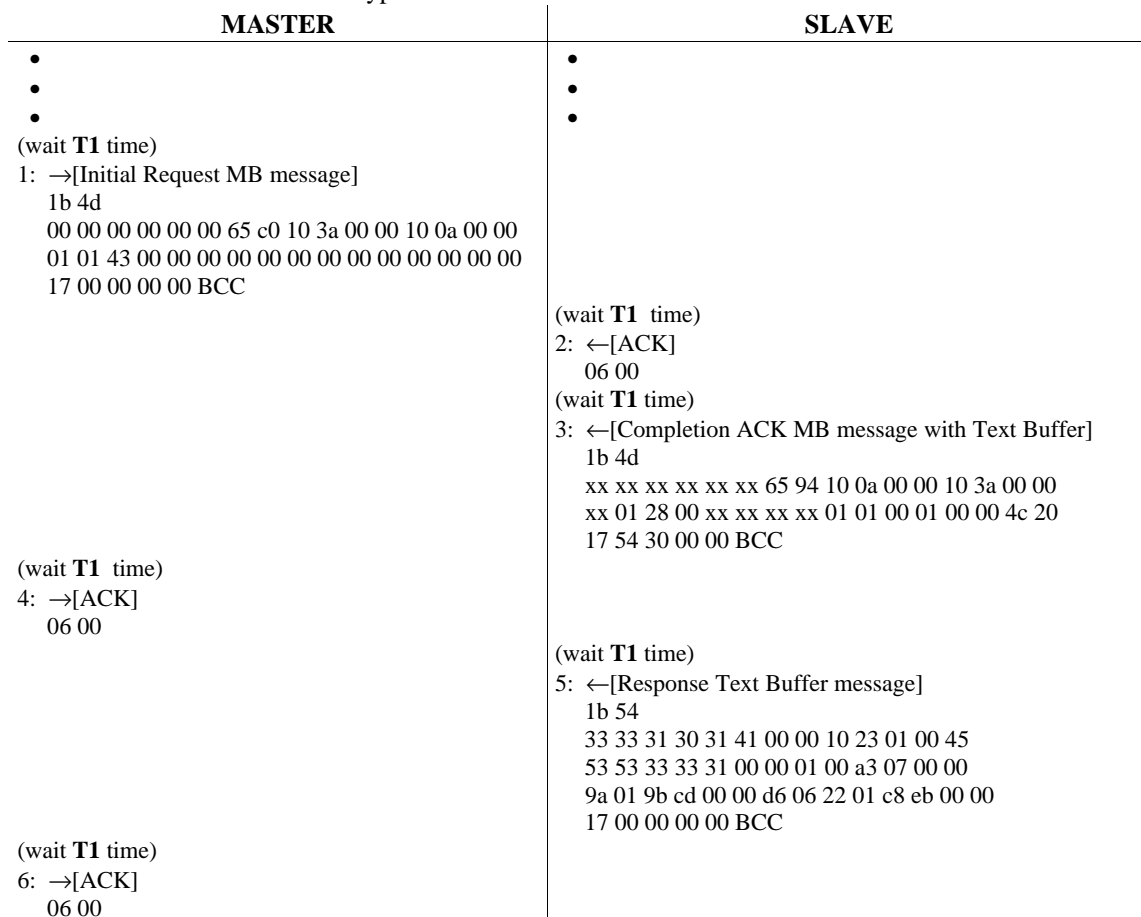 MASTER
SLAVE
•
•
•
•
•
•
(wait T1 time)
1: →[Initial Request MB message]
1b 4d
00 00 00 00 00 00 65 c0 10 3a 00 00 10 0a 00 00
01 01 43 00 00 00 00 00 00 00 00 00 00 00 00 00
17 00 00 00 00 BCC
(wait T1 time)
2: ←[ACK]
06 00
(wait T1 time)
3: ←[Completion ACK MB message with Text Buffer]
1b 4d
xx xx xx xx xx xx 65 94 10 0a 00 00 10 3a 00 00
xx 01 28 00 xx xx xx xx 01 01 00 01 00 00 4c 20
17 54 30 00 00 BCC
(wait T1 time)
4: →[ACK]
06 00
(wait T1 time)
5: ←[Response Text Buffer message]
1b 54
33 33 31 30 31 41 00 00 10 23 01 00 45
53 53 33 33 31 00 00 01 00 a3 07 00 00
9a 01 9b cd 00 00 d6 06 22 01 c8 eb 00 00
17 00 00 00 00 BCC
(wait T1 time)
6: →[ACK]
06 00